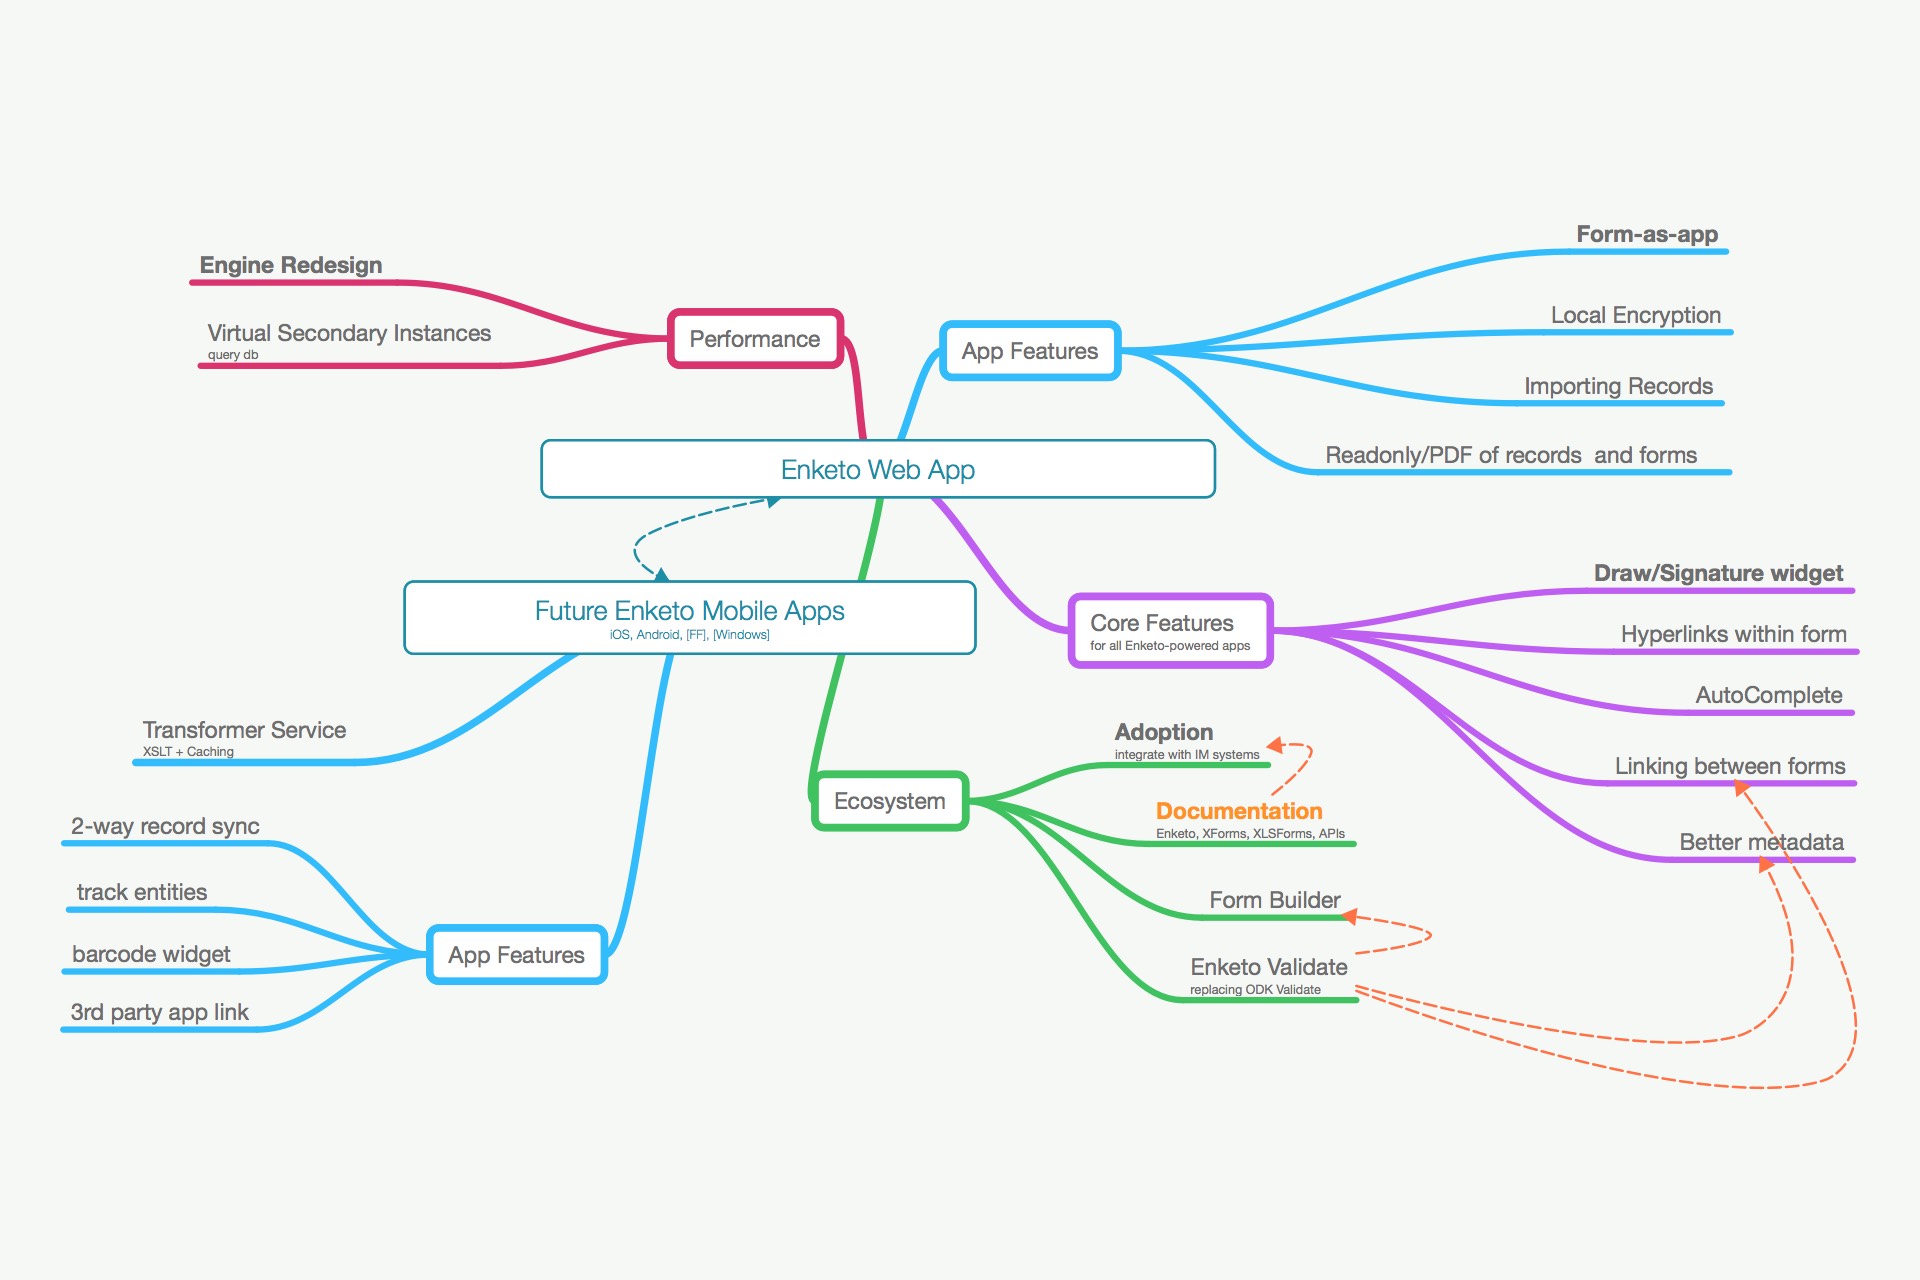 Engine Redesign
Virtual Secondary Instances
query db
Performance
App Features
Form-as-app
Local Encryption
Importing Records
Readonly/PDF of records  and forms
Enketo Web App
Future Enketo Mobile Apps
iOS, Android, [FF], [Windows]
Core Features
for all Enketo-powered apps
Draw/Signature widget
Hyperlinks within form
AutoComplete
Linking between forms
Better metadata
Transformer Service
XSLT + Caching
Ecosystem
Adoption
integrate with IM systems
Documentation
Enketo, XForms, XLSForms, APIs
Form Builder
Enketo Validate
replacing ODK Validate
App Features
2-way record sync
track entities
barcode widget
3rd party app link